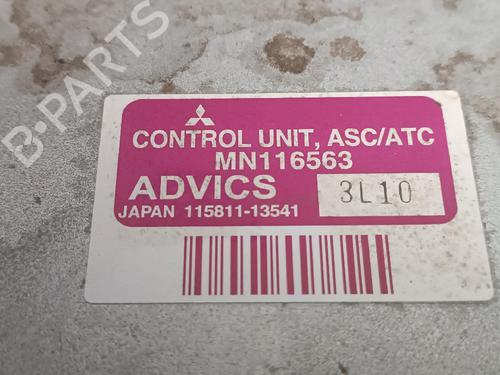 B-PARTS
CONTROL UNIT, ASC/ATC
MN116563
ADVICS 3L10
JAPAN 115811-13541